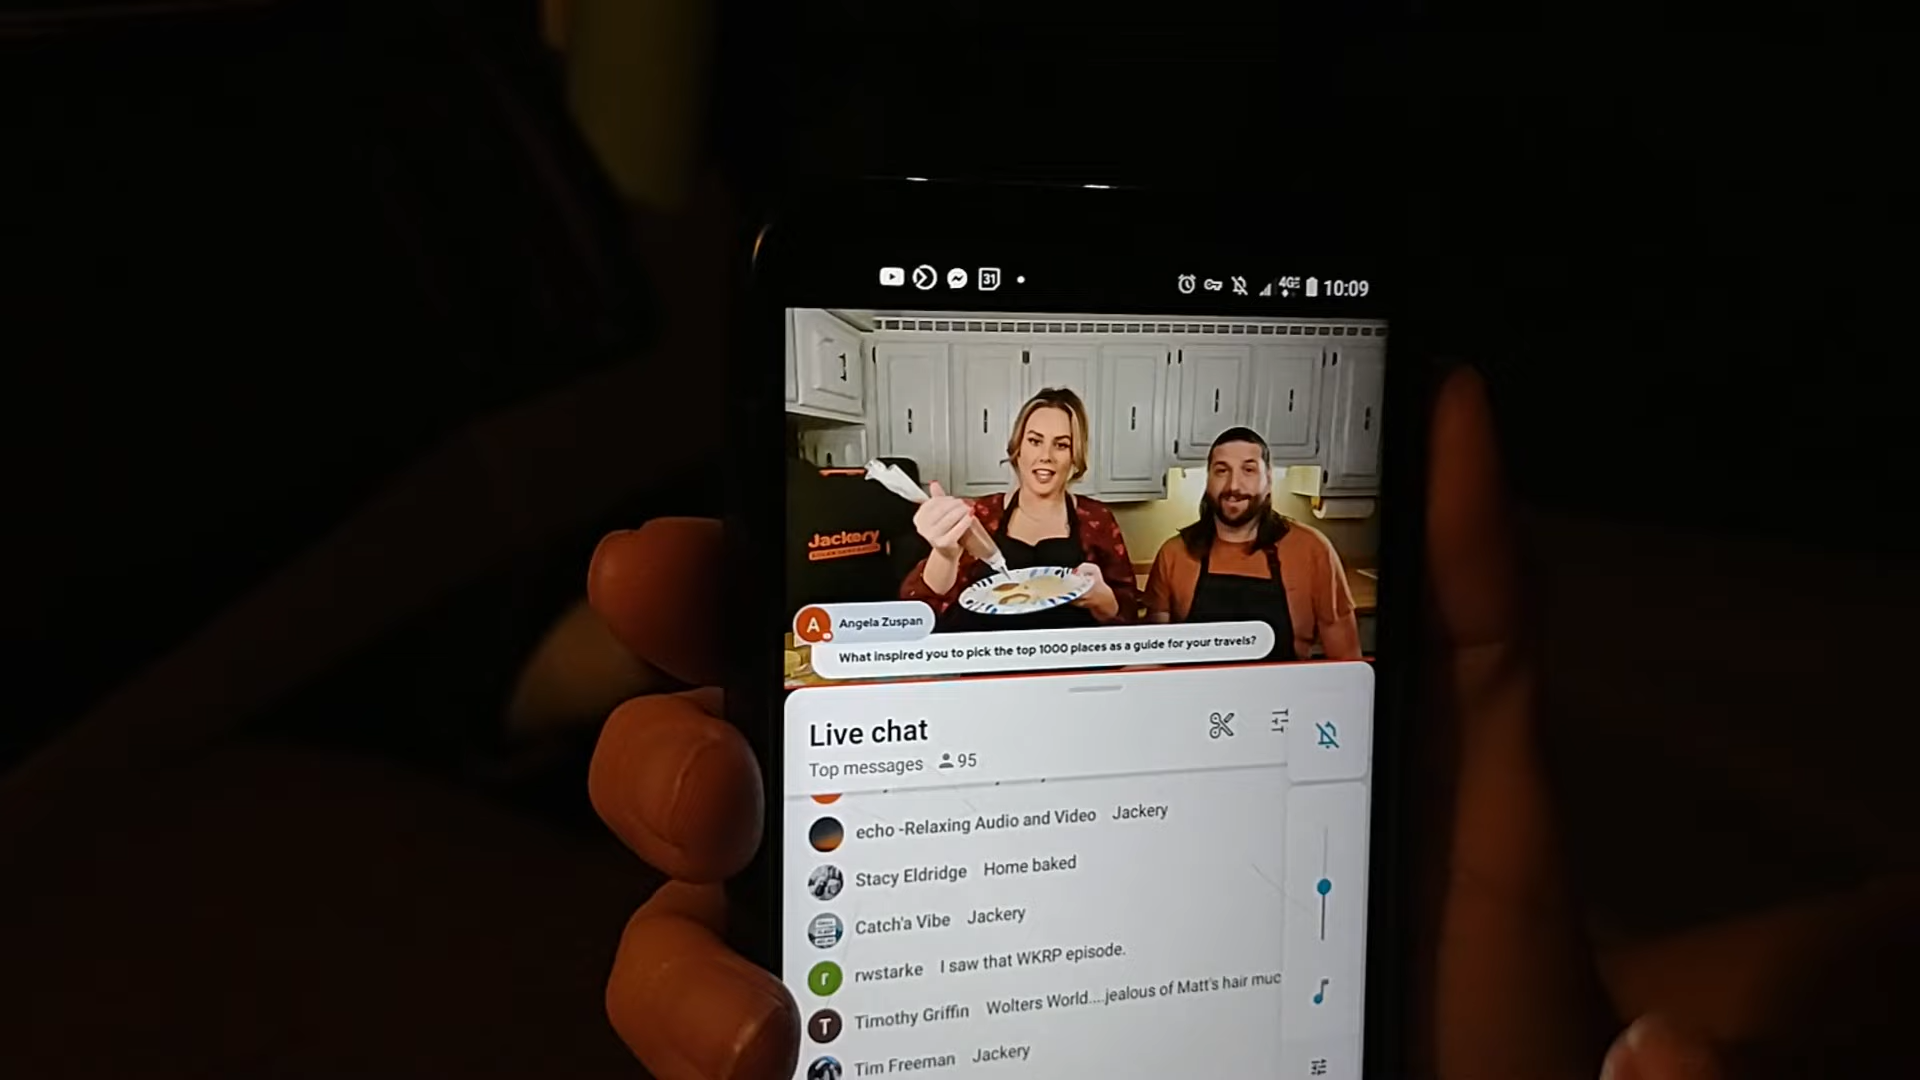 31
4GE
10:09
Jackery
Angela Zuspan
What inspired you to pick the top 1000 places as a guide for your travels?
Live chat
Top messages 95
echo -Relaxing Audio and Video Jackery
Stacy Eldridge Home baked
Catch'a Vibe Jackery
r rwstarke I saw that WKRP episode.
T Timothy Griffin Wolters World....jealous of Matt's hair muc
Tim Freeman Jackery
A